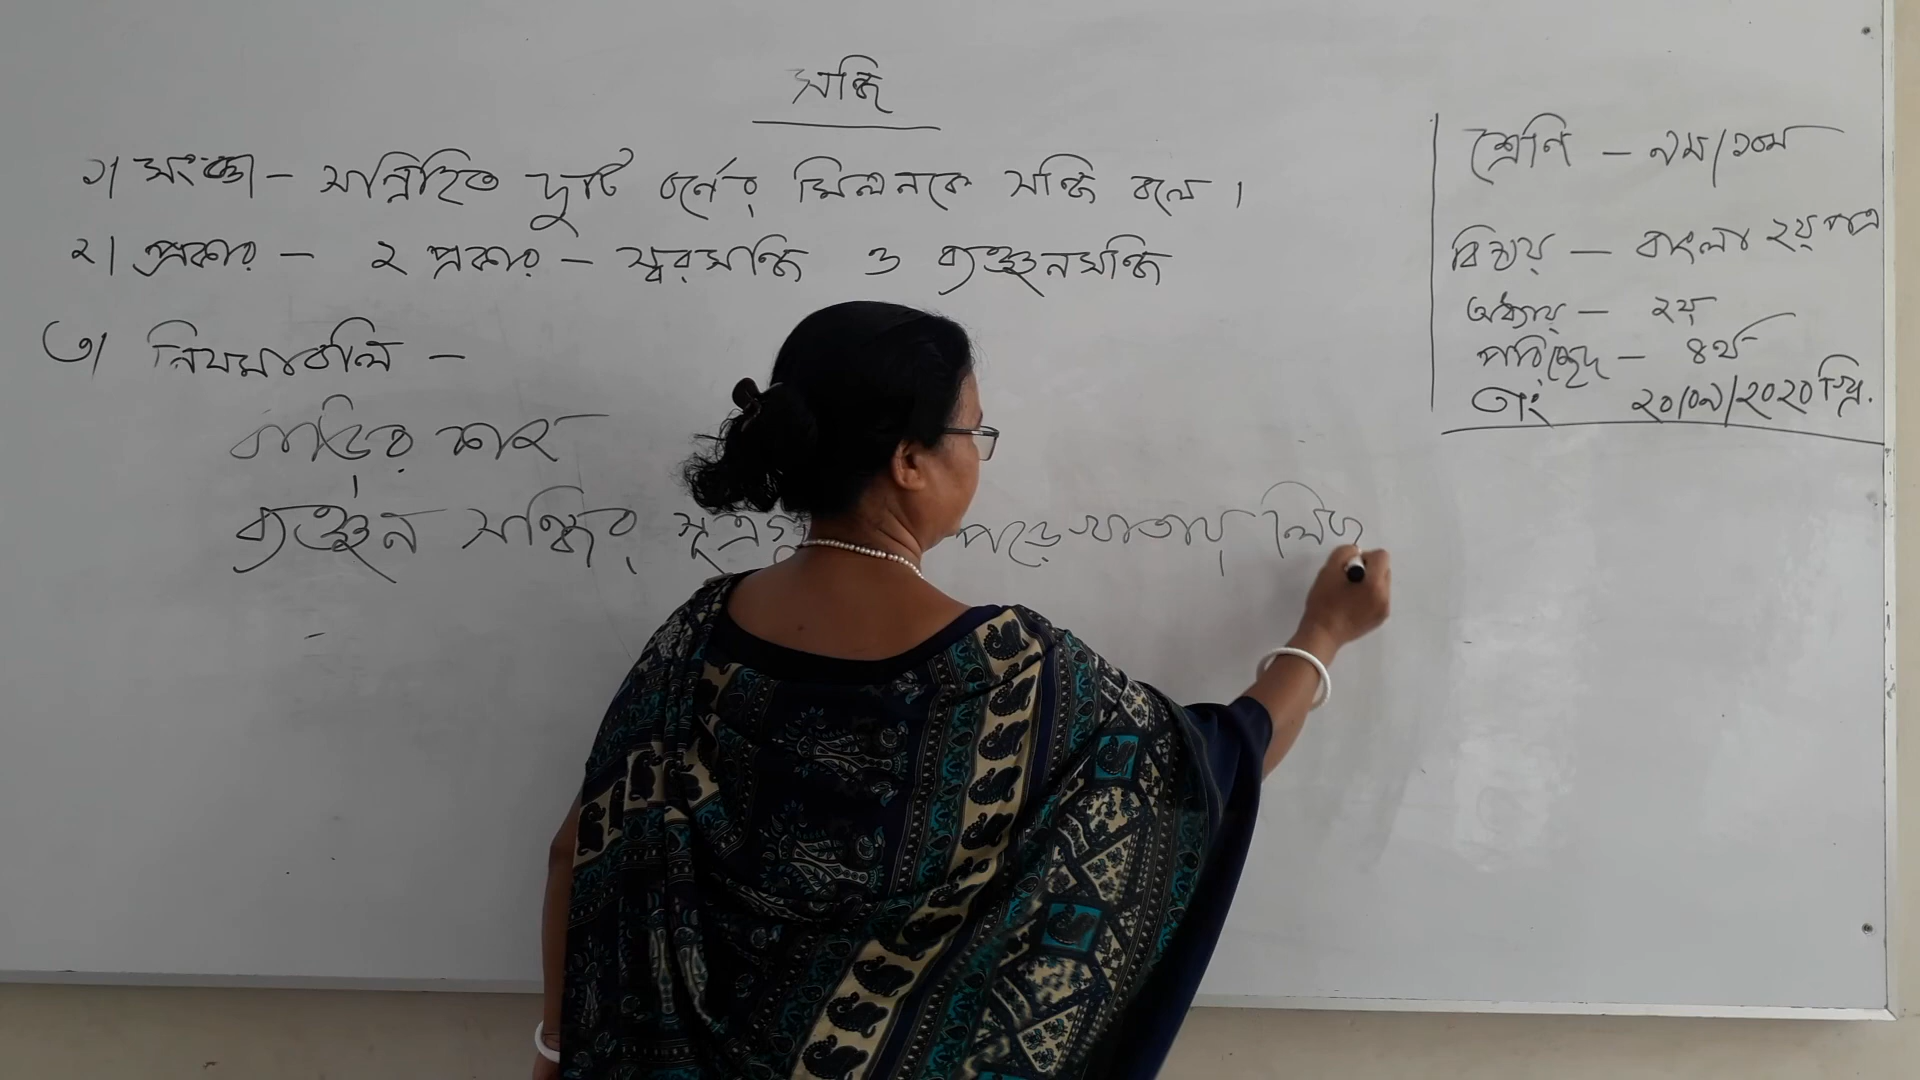 সন্ধি
১। সংজ্ঞা – সন্নিহিত দুটি বর্ণের মিলনকে সন্ধি বলে।
২। প্রকার – ২ প্রকার – স্বরসন্ধি ও ব্যঞ্জনসন্ধি
৩। নিয়মাবলি –
বাড়ির কাজ
ব্যঞ্জন সন্ধির পড়ে খাতায়
শ্রেণি – ৯ম/১০ম
বিষয় – বাংলা ২য় পত্র
অধ্যায় – ২য়
পরিচ্ছেদ – ৪র্থ
তাং ২০/০৯/২০২০ খ্রি.